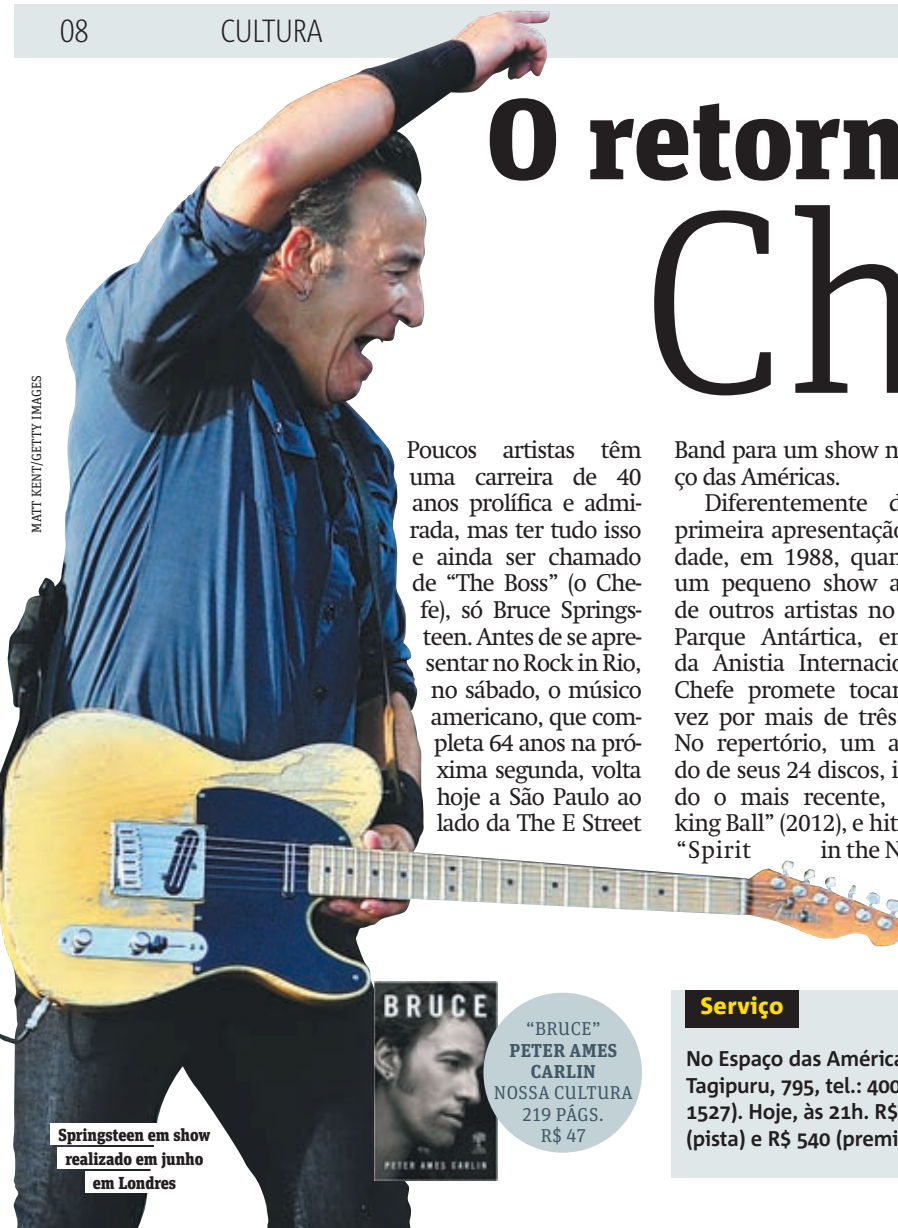 08 CULTURA
O retorn
Ch
MATT KENT/GETTY IMAGES
Poucos artistas têm
uma carreira de 40
anos prolífica e admi-
rada, mas ter tudo isso
e ainda ser chamado
de “The Boss” (o Che-
fe), só Bruce Springs-
teen. Antes de se apre-
sentar no Rock in Rio,
no sábado, o músico
americano, que com-
pleta 64 anos na pró-
xima segunda, volta
hoje a São Paulo ao
lado da The E Street
Band para um show n
ço das Américas.
Diferentemente d
primeira apresentação
dade, em 1988, quan
um pequeno show a
de outros artistas no
Parque Antártica, em
da Anistia Internacio
Chefe promete tocar
vez por mais de três
No repertório, um a
do de seus 24 discos, i
do o mais recente,
king Ball” (2012), e hit
“Spirit in the N
BRUCE
PETER AMES CARLIN
“BRUCE”
PETER AMES
CARLIN
NOSSA CULTURA
219 PÁGS.
R$ 47
Serviço
No Espaço das América
Tagipuru, 795, tel.: 400
1527). Hoje, às 21h. R$
(pista) e R$ 540 (premi
Springsteen em show
realizado em junho
em Londres